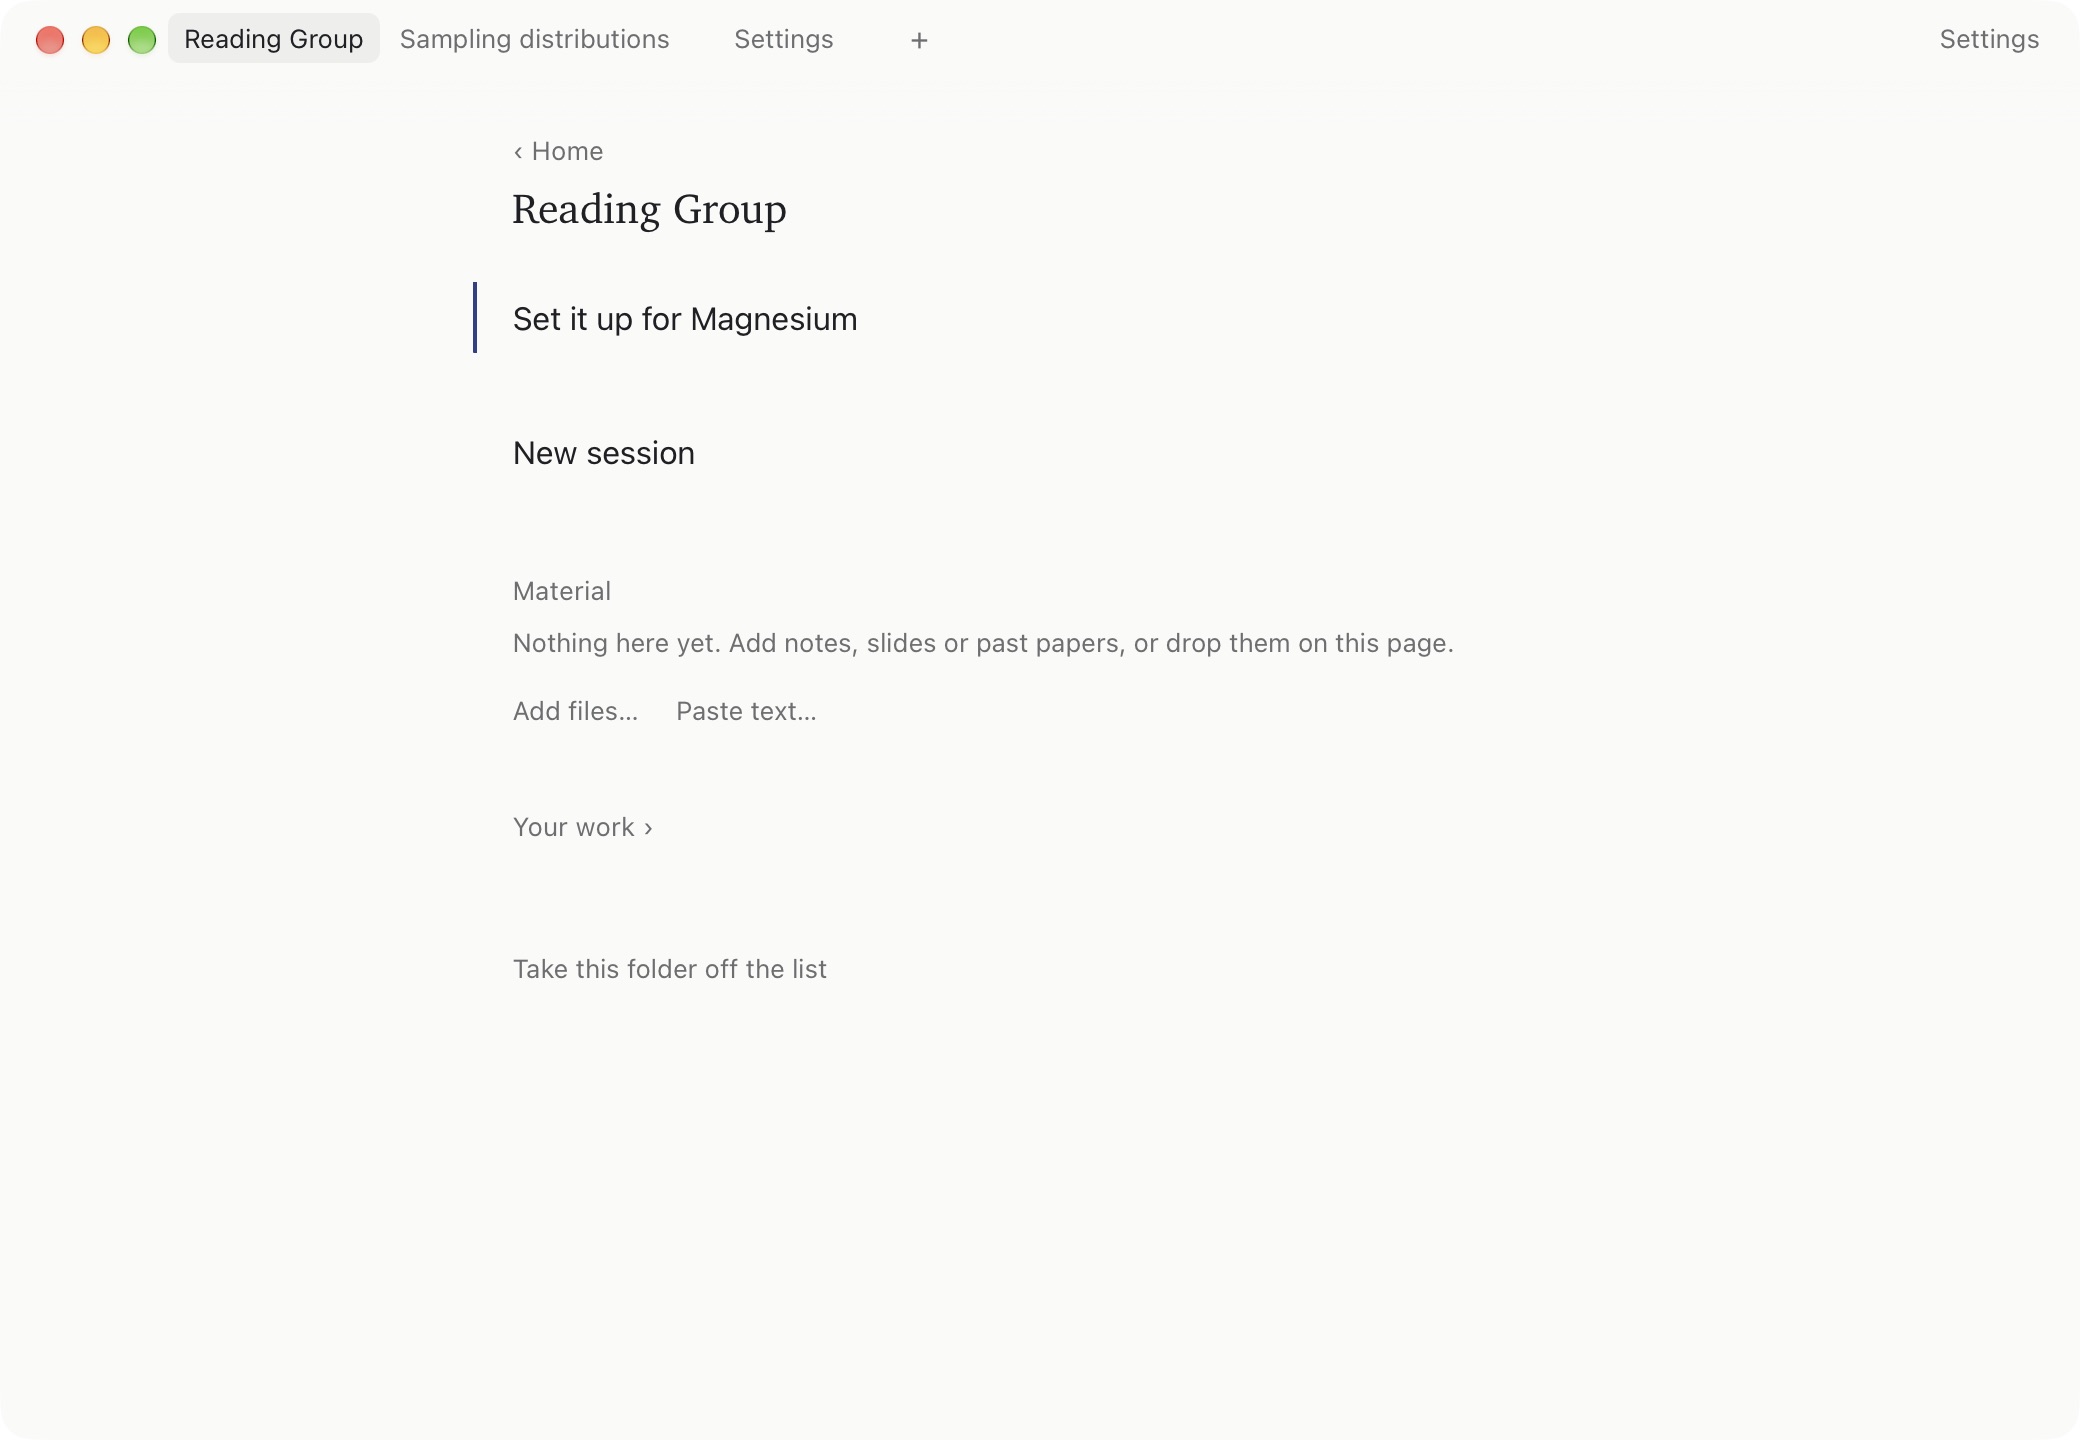 Reading Group
Sampling distributions
Settings
+
Settings
‹ Home
Reading Group
Set it up for Magnesium
New session
Material
Nothing here yet. Add notes, slides or past papers, or drop them on this page.
Add files... Paste text...
Your work ›
Take this folder off the list